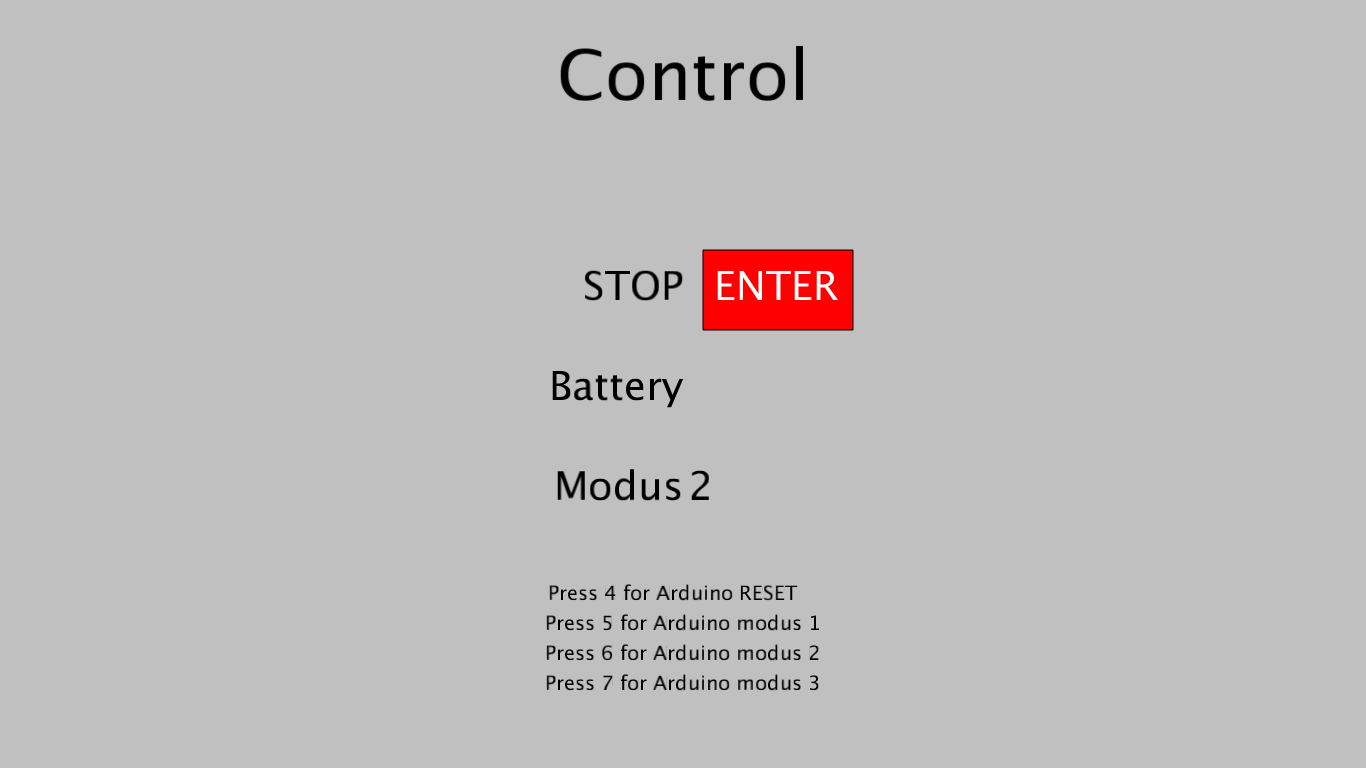 Control
STOP ENTER
Battery
Modus 2
Press 4 for Arduino RESET
Press 5 for Arduino modus 1
Press 6 for Arduino modus 2
Press 7 for Arduino modus 3